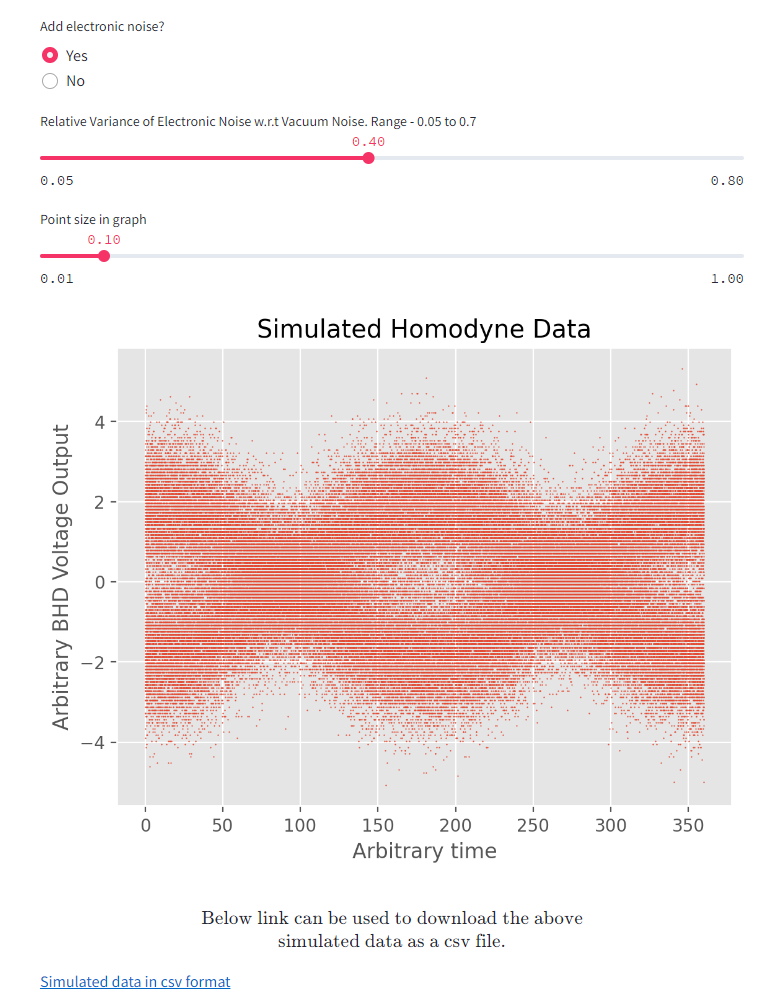 Add electronic noise?
Yes
No
Relative Variance of Electronic Noise w.r.t Vacuum Noise. Range - 0.05 to 0.7
0.40
0.05 0.80
Point size in graph
0.10
0.01 1.00
Simulated Homodyne Data
Arbitrary BHD Voltage Output
4
2
0
−2
−4
0 50 100 150 200 250 300 350
Arbitrary time
Below link can be used to download the above
simulated data as a csv file.
Simulated data in csv format